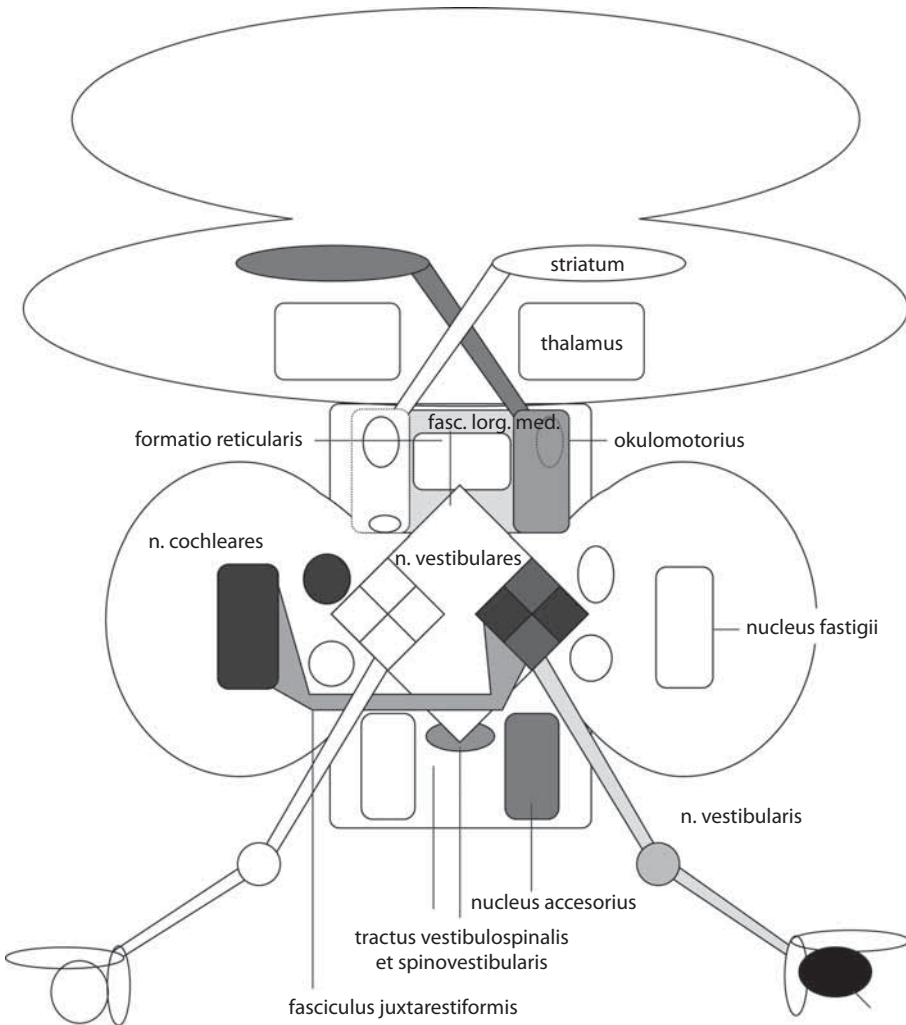 striatum
thalamus
fasc. lorg. med.
formatio reticularis
okulomotorius
n. cochleares
n. vestibulares
nucleus fastigii
n. vestibularis
nucleus accesorius
tractus vestibulospinalis
et spinovestibularis
fasciculus juxtarestiformis